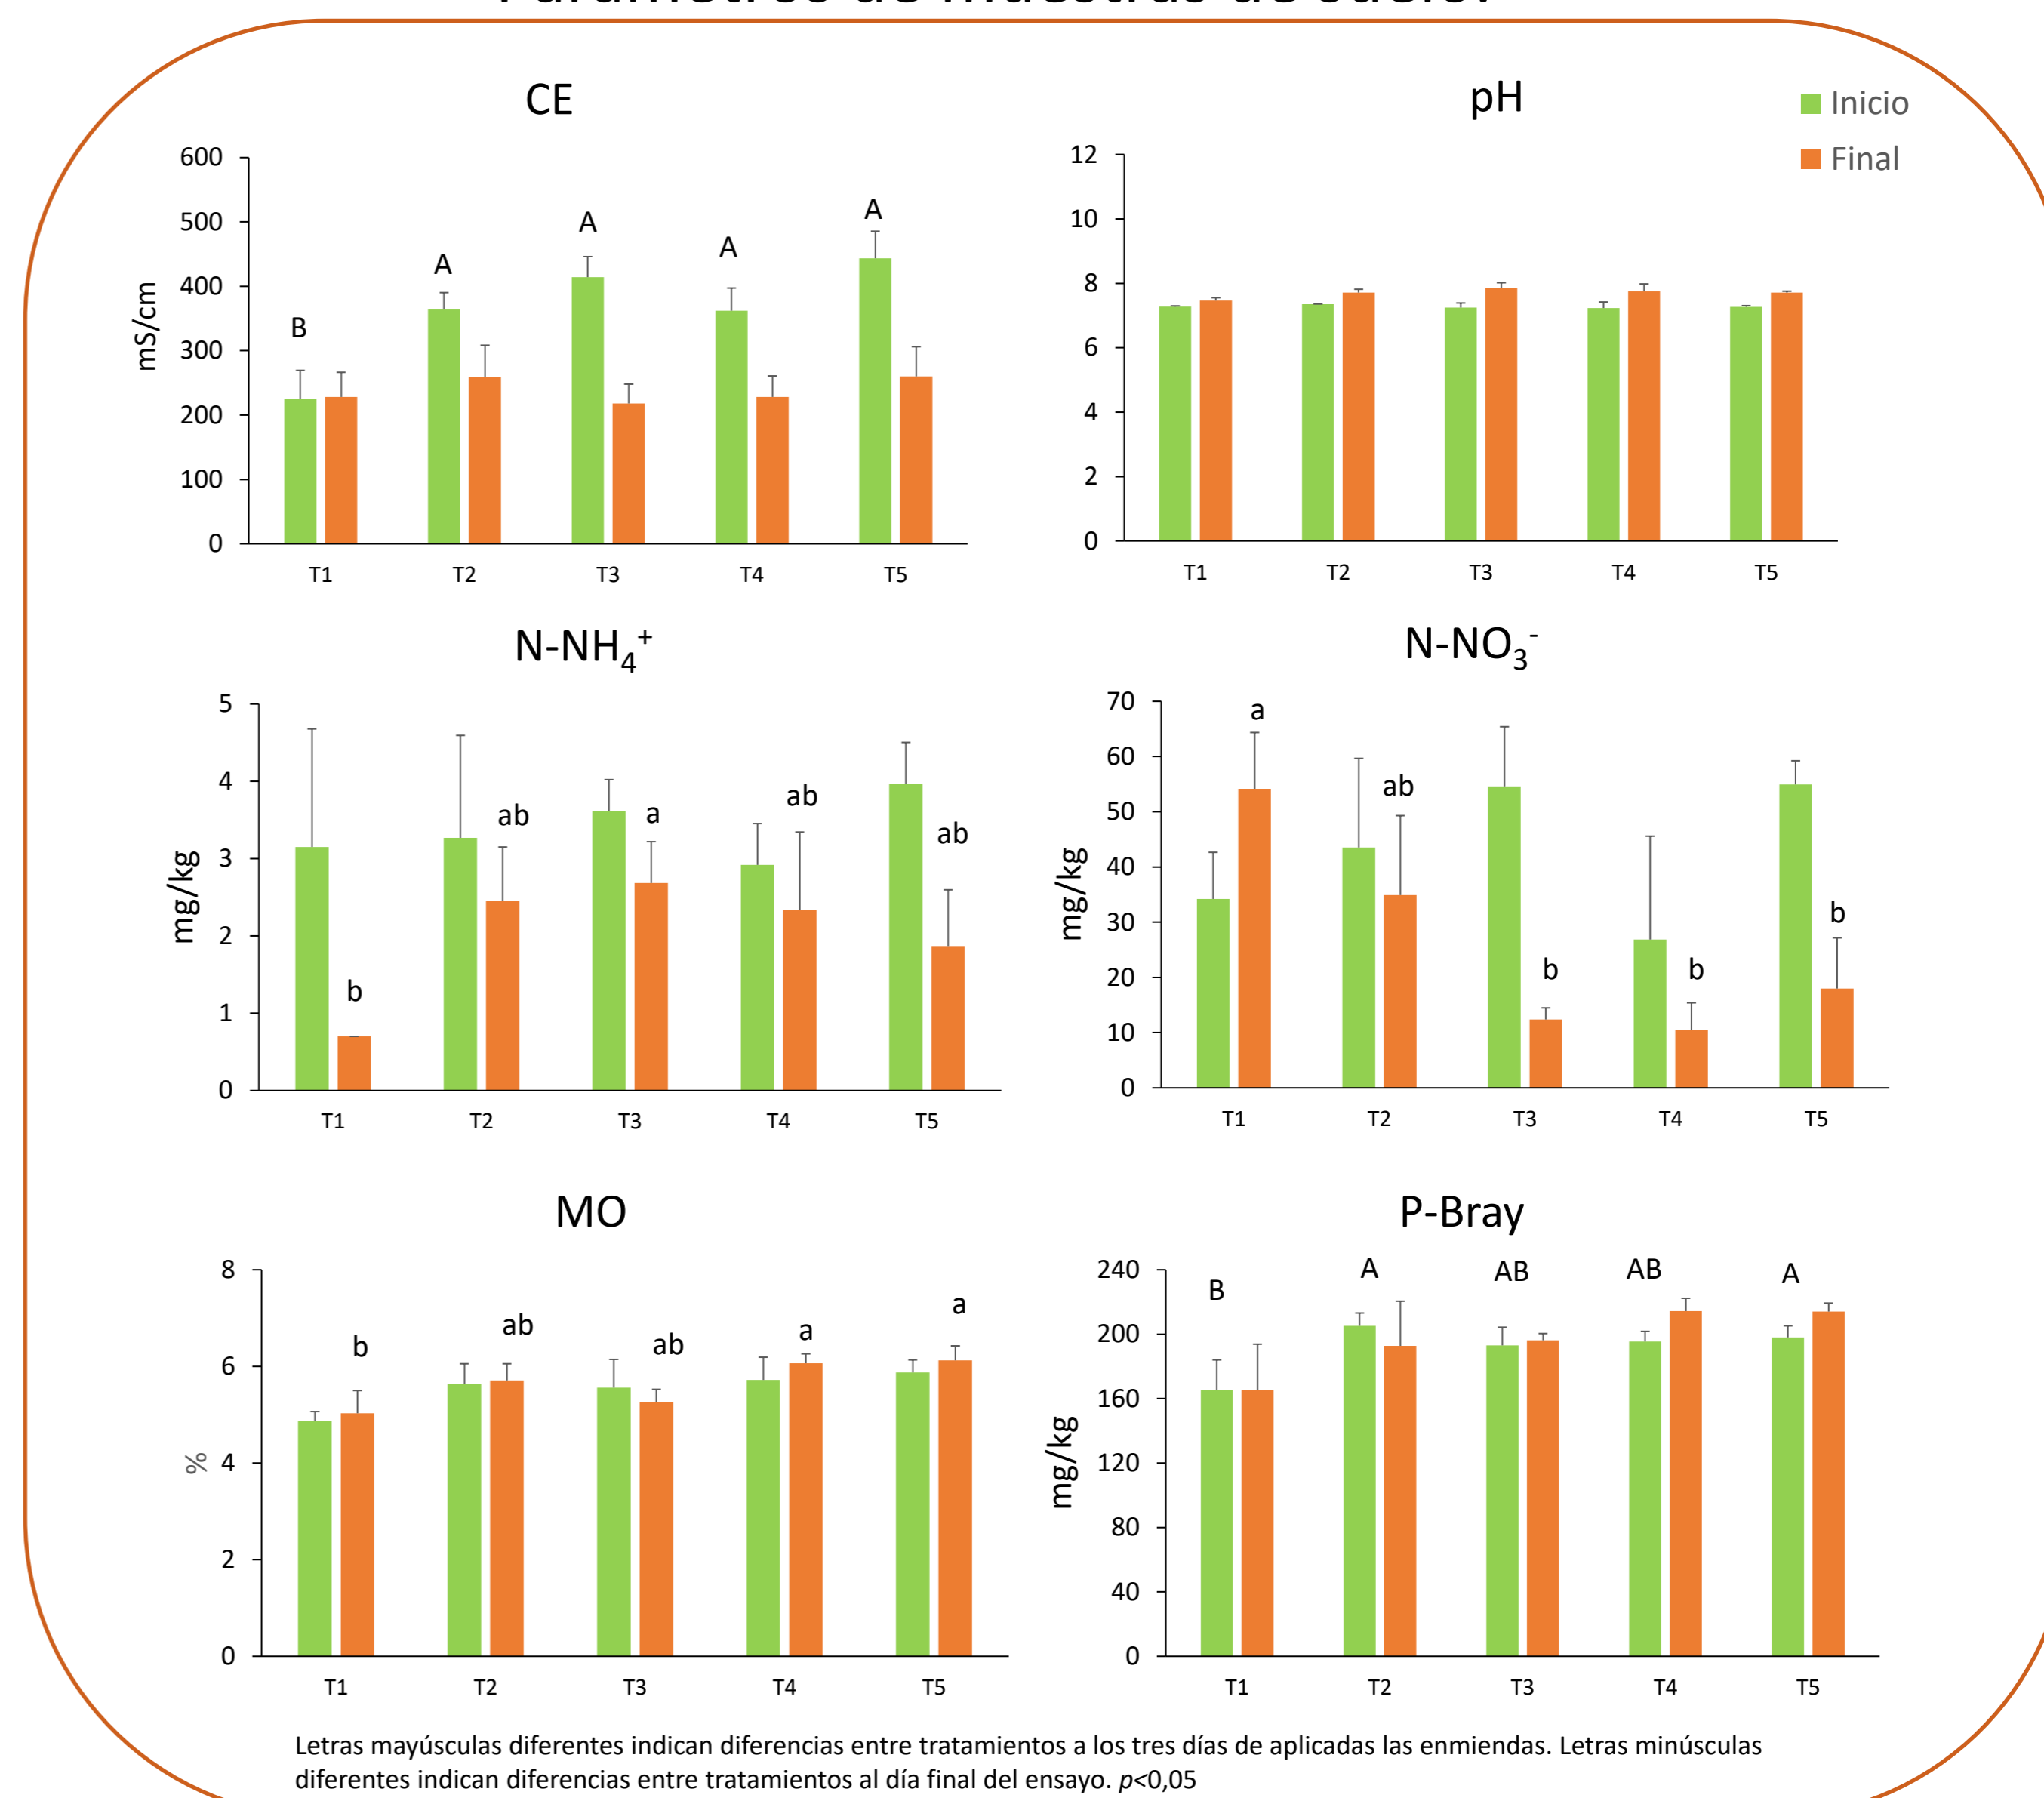 CE
mS/cm
600
500
400
300
200
100
0
B
A
A
A
A
T1 T2 T3 T4 T5
pH
Inicio
Final
12
10
8
6
4
2
0
T1 T2 T3 T4 T5
N-NH₄⁺
mg/kg
5
4
3
2
1
0
b
ab
a
ab
ab
T1 T2 T3 T4 T5
N-NO₃⁻
mg/kg
70
60
50
40
30
20
10
0
a
ab
b
b
b
T1 T2 T3 T4 T5
MO
%
8
6
4
2
0
b
ab
ab
a
a
T1 T2 T3 T4 T5
P-Bray
mg/kg
240
200
160
120
80
40
0
B
A
AB
AB
A
T1 T2 T3 T4 T5
Letras mayúsculas diferentes indican diferencias entre tratamientos a los tres días de aplicadas las enmiendas. Letras minúsculas
diferentes indican diferencias entre tratamientos al día final del ensayo. p<0,05